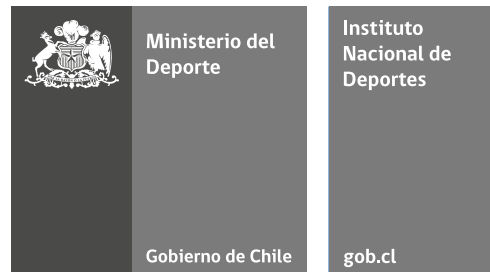 Ministerio del
Deporte
Gobierno de Chile
Instituto
Nacional de
Deportes
gob.cl